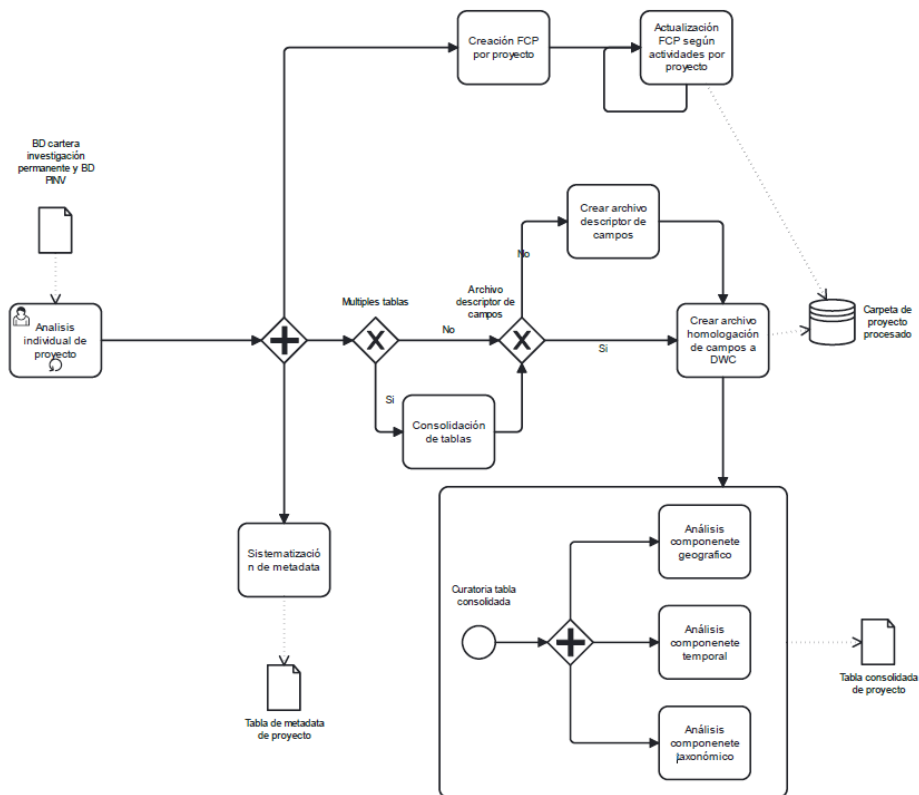 Creación FCP
por proyecto
Actualización
FCP según
actividades por
proyecto
BD cartera
investigación
permanente y BD
PINV
Crear archivo
descriptor de
campos
No
Multiples tablas
Archivo
descriptor de
campos
Analisis
individual de
proyecto
No
Si
Crear archivo
homologación
de campos a
DWC
Carpeta de
proyecto
procesado
Si
Consolidación
de tablas
Sistematizació
n de metadata
Análisis
componenete
geografico
Curatoria tabla
consolidada
Análisis
componenete
temporal
Tabla consolidada
de proyecto
Tabla de metadata
de proyecto
Análisis
componenete
taxonómico